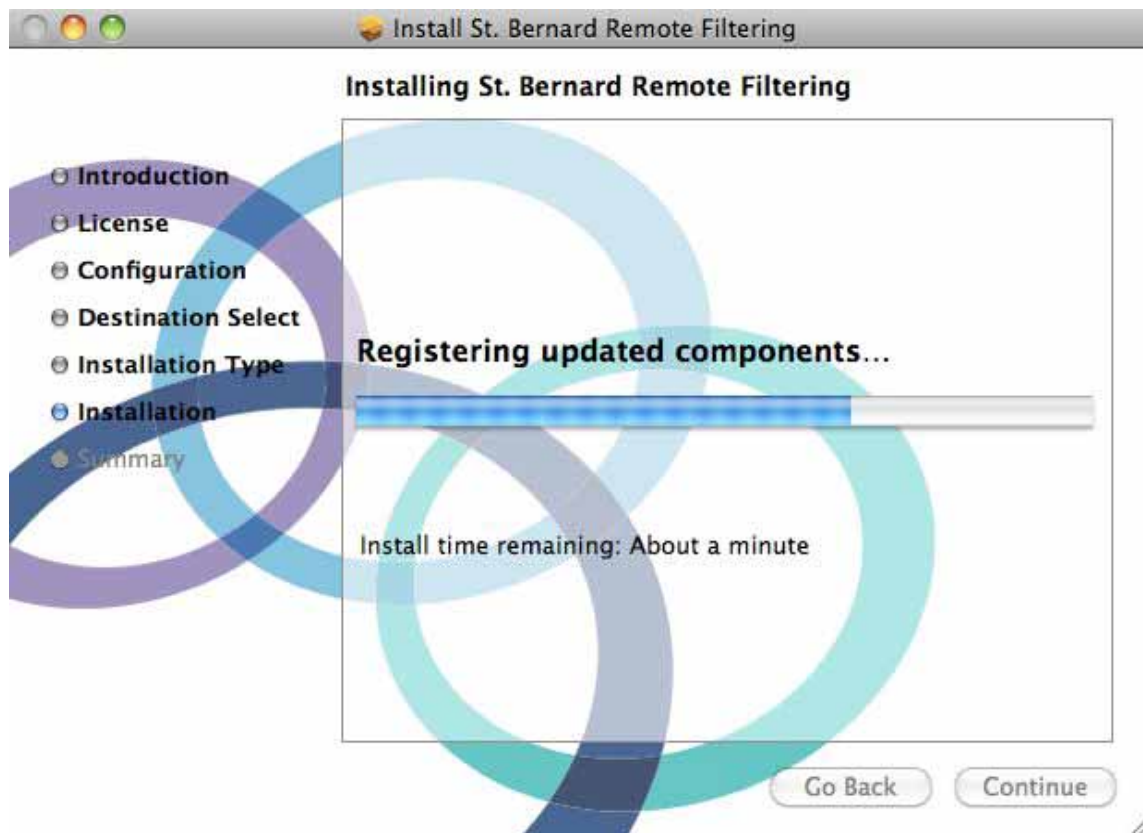 Install St. Bernard Remote Filtering
Installing St. Bernard Remote Filtering
Introduction
License
Configuration
Destination Select
Installation Type
Installation
Summary
Registering updated components...
Install time remaining: About a minute
Go Back
Continue